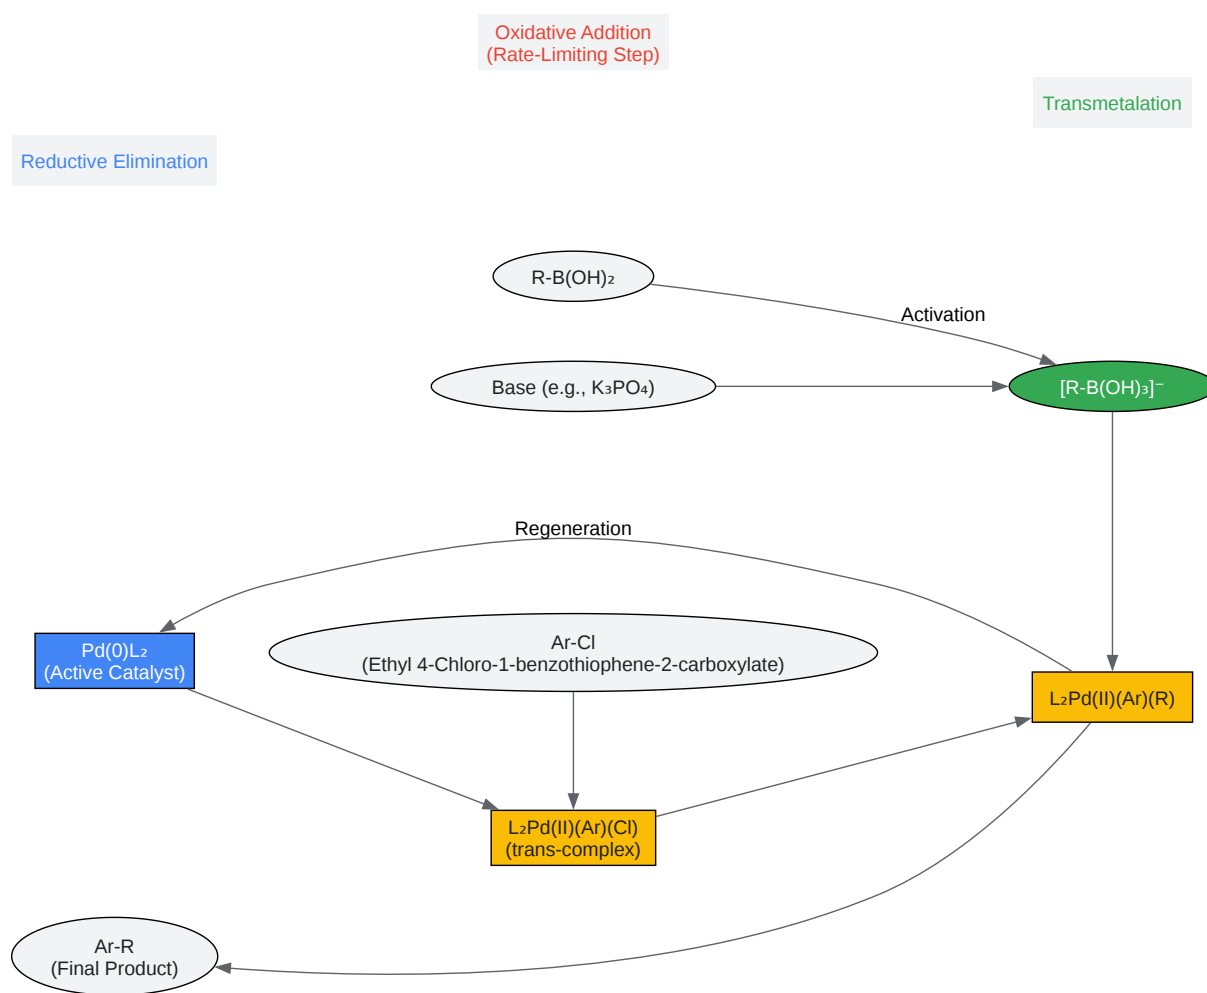 Oxidative Addition
(Rate-Limiting Step)
Transmetalation
Reductive Elimination
R-B(OH)₂
Activation
Base (e.g., K₃PO₄)
[R-B(OH)₃]⁻
Regeneration
Pd(0)L₂
(Active Catalyst)
Ar-Cl
(Ethyl 4-Chloro-1-benzothiophene-2-carboxylate)
L₂Pd(II)(Ar)(R)
L₂Pd(II)(Ar)(Cl)
(trans-complex)
Ar-R
(Final Product)